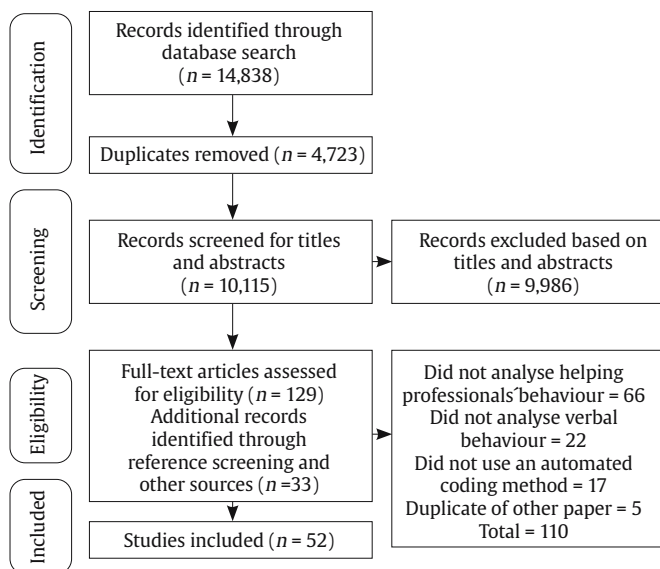 Identification
Records identified through
database search
(n = 14,838)
Duplicates removed (n = 4,723)
Screening
Records screened for titles
and abstracts
(n = 10,115)
Records excluded based on
titles and abstracts
(n = 9,986)
Eligibility
Full-text articles assessed
for eligibility (n = 129)
Additional records
identified through
reference screening and
other sources (n =33)
Did not analyse helping
professionals´behaviour = 66
Did not analyse verbal
behaviour = 22
Did not use an automated
coding method = 17
Duplicate of other paper = 5
Total = 110
Included
Studies included (n = 52)